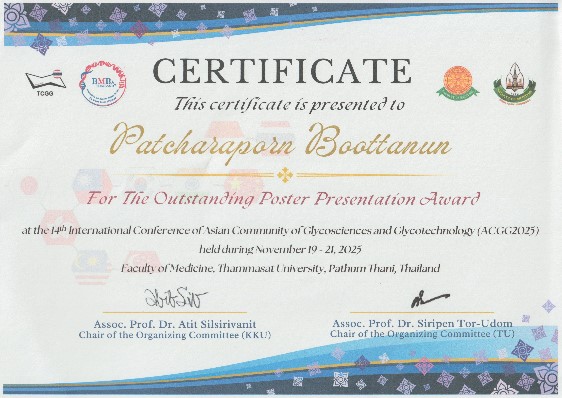 TCGG
BMBs
CERTIFICATE
This certificate is presented to
Patcharaporn Boottanun
For The Outstanding Poster Presentation Award
at the 14th International Conference of Asian Community of Glycosciences and Glycotechnology (ACGG2025)
held during November 19 - 21, 2025
Faculty of Medicine, Thammasat University, Pathum Thani, Thailand
Assoc. Prof. Dr. Atit Silsirivanit
Chair of the Organizing Committee (KKU)
Assoc. Prof. Dr. Siripen Tor-Udom
Chair of the Organizing Committee (TU)